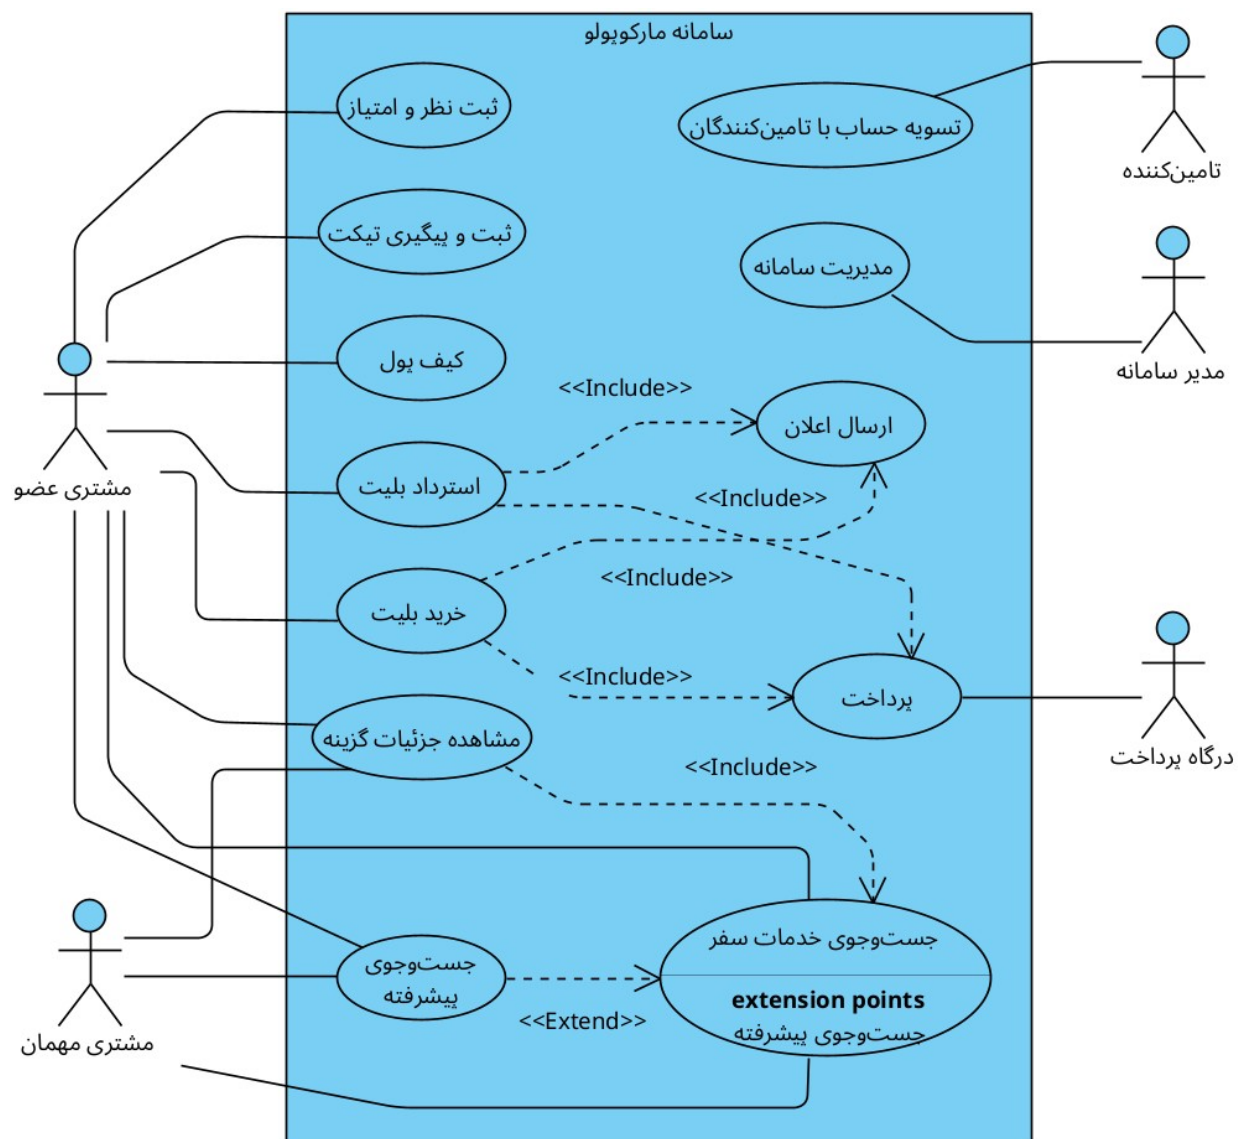 سامانه مارکوپولو
ثبت نظر و امتیاز
تسویه حساب با تامین‌کنندگان
تامین‌کننده
ثبت و پیگیری تیکت
مدیریت سامانه
مدیر سامانه
کیف پول
<<Include>>
ارسال اعلان
مشتری عضو
استرداد بلیت
<<Include>>
<<Include>>
خرید بلیت
<<Include>>
پرداخت
درگاه پرداخت
مشاهده جزئیات گزینه
<<Include>>
جست‌وجوی خدمات سفر
جست‌وجوی
پیشرفته
extension points
جست‌وجوی پیشرفته
<<Extend>>
مشتری مهمان